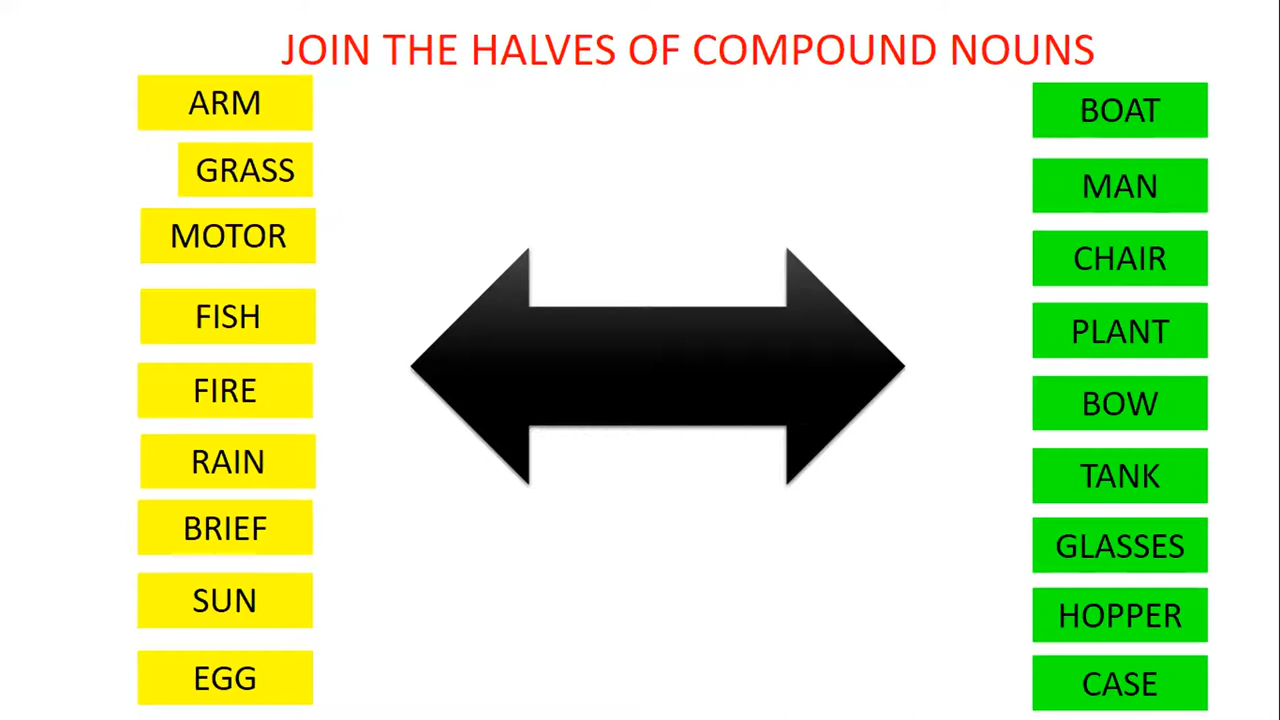 JOIN THE HALVES OF COMPOUND NOUNS
ARM
GRASS
MOTOR
FISH
FIRE
RAIN
BRIEF
SUN
EGG
BOAT
MAN
CHAIR
PLANT
BOW
TANK
GLASSES
HOPPER
CASE